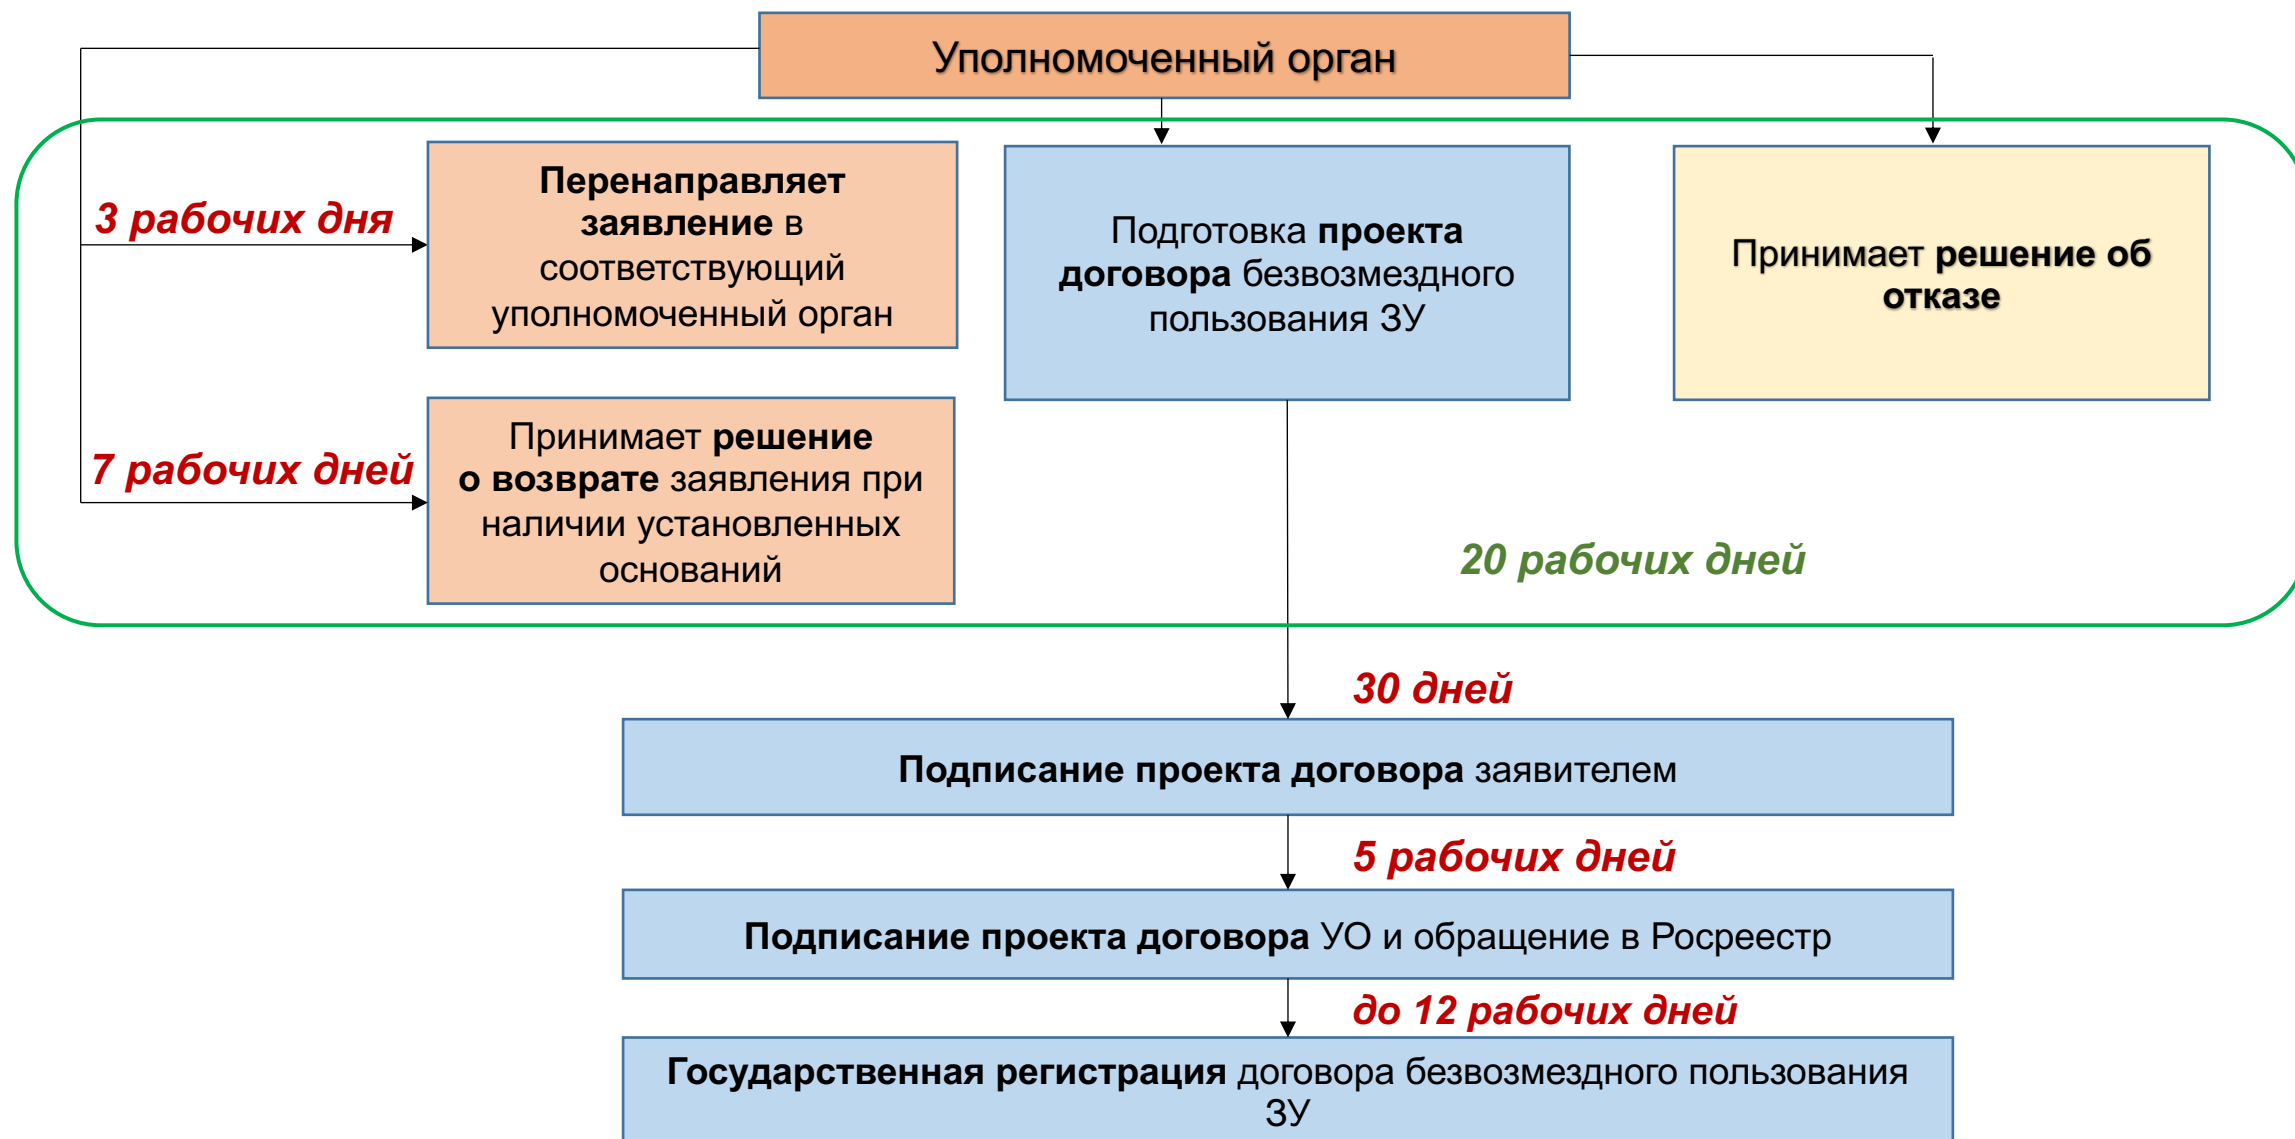 Уполномоченный орган
3 рабочих дня
Перенаправляет
заявление в
соответствующий
уполномоченный орган
Подготовка проекта
договора безвозмездного
пользования ЗУ
Принимает решение об
отказе
7 рабочих дней
Принимает решение
о возврате заявления при
наличии установленных
оснований
20 рабочих дней
30 дней
Подписание проекта договора заявителем
5 рабочих дней
Подписание проекта договора УО и обращение в Росреестр
до 12 рабочих дней
Государственная регистрация договора безвозмездного пользования
ЗУ